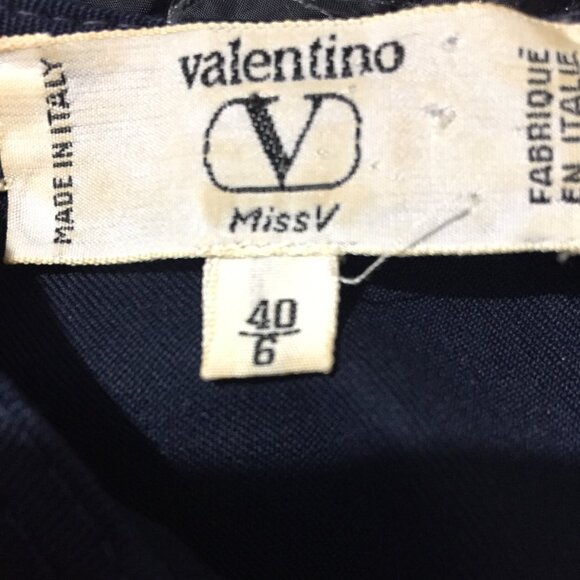 valentino
V
MissV
MADE IN ITALY
FABRIQUÉ
EN ITALIE
40
6